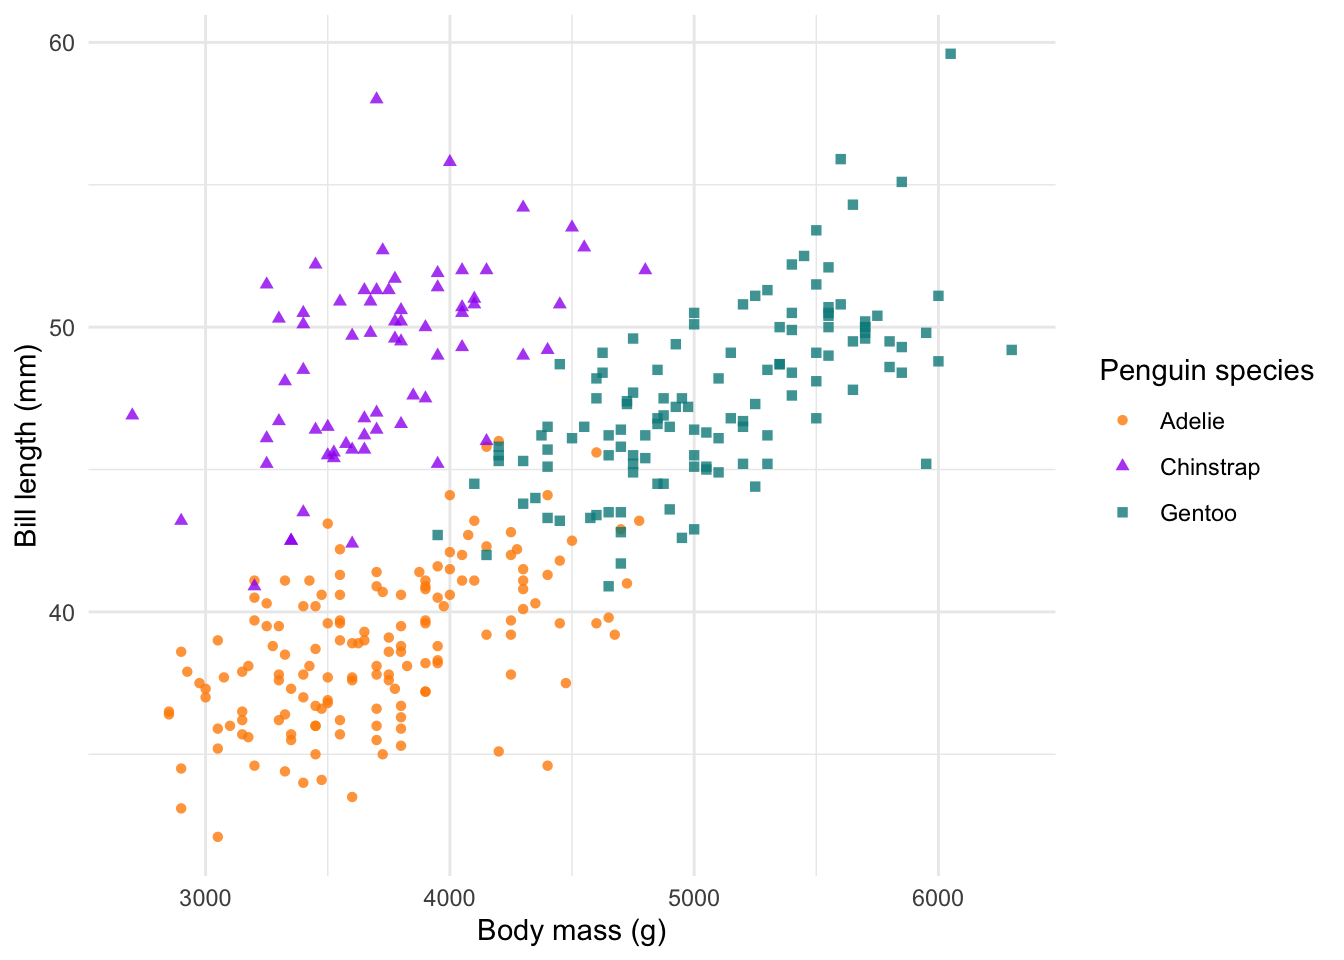 60
50
40
3000 4000 5000 6000
Body mass (g)
Bill length (mm)
Penguin species
Adelie
Chinstrap
Gentoo